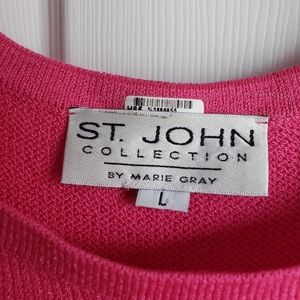 ST. JOHN
COLLECTION
BY MARIE GRAY
L